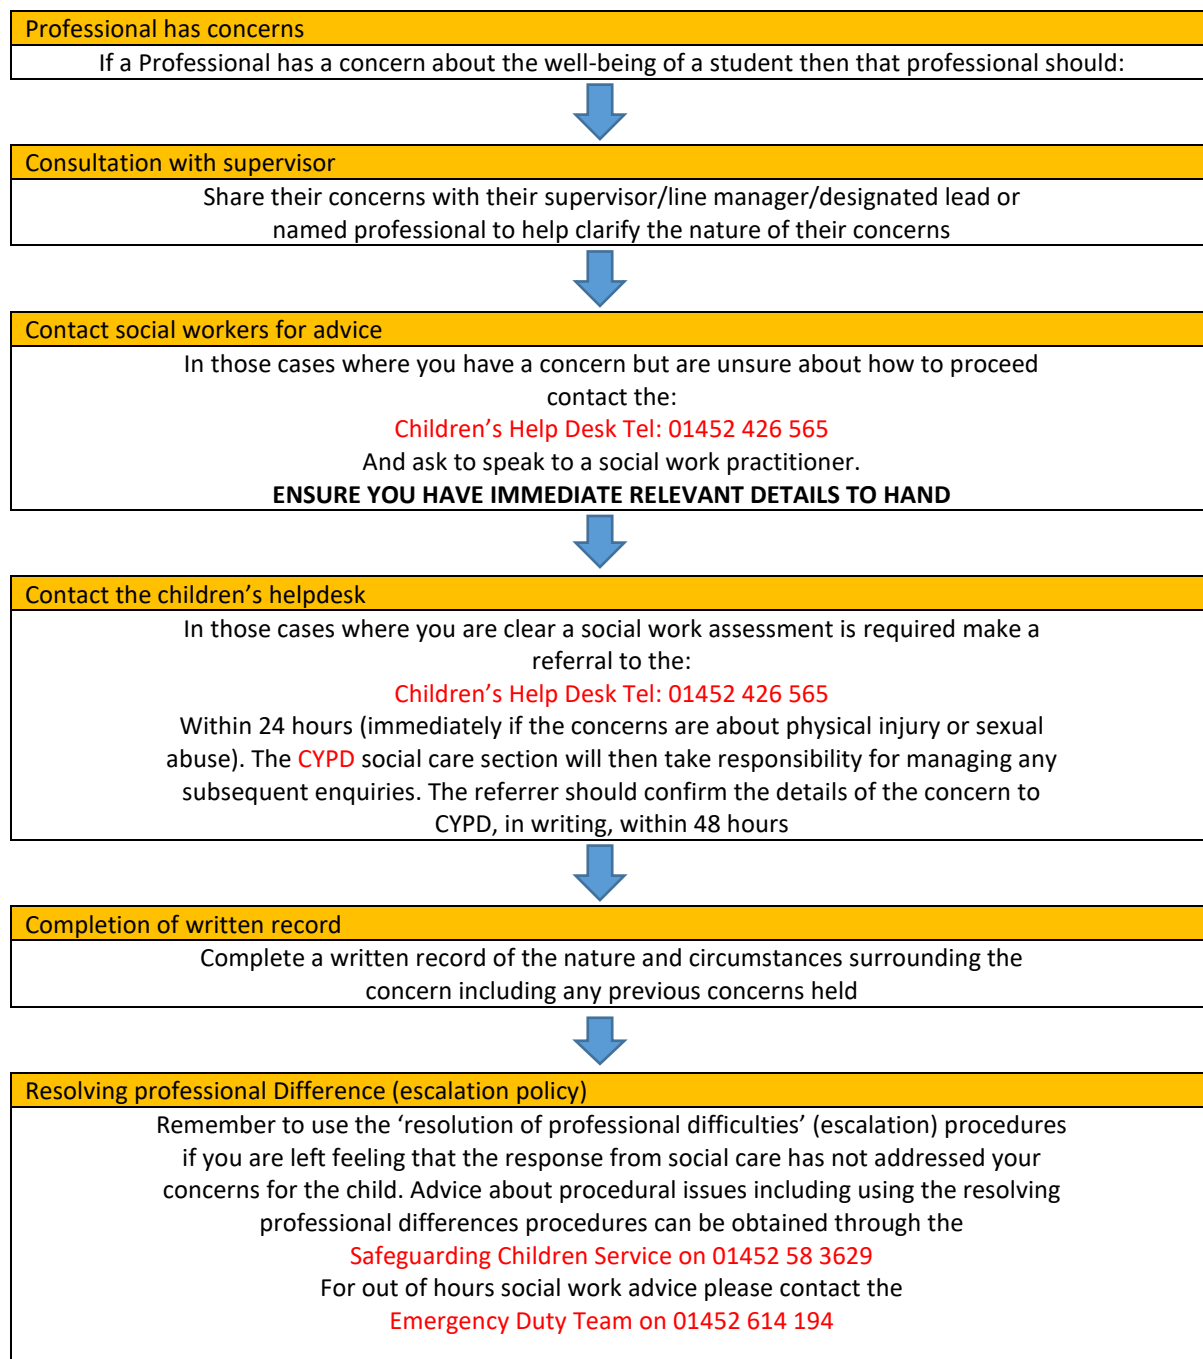 Professional has concerns
If a Professional has a concern about the well-being of a student then that professional should:
Consultation with supervisor
Share their concerns with their supervisor/line manager/designated lead or
named professional to help clarify the nature of their concerns
Contact social workers for advice
In those cases where you have a concern but are unsure about how to proceed
contact the:
Children’s Help Desk Tel: 01452 426 565
And ask to speak to a social work practitioner.
ENSURE YOU HAVE IMMEDIATE RELEVANT DETAILS TO HAND
Contact the children’s helpdesk
In those cases where you are clear a social work assessment is required make a
referral to the:
Children’s Help Desk Tel: 01452 426 565
Within 24 hours (immediately if the concerns are about physical injury or sexual
abuse). The CYPD social care section will then take responsibility for managing any
subsequent enquiries. The referrer should confirm the details of the concern to
CYPD, in writing, within 48 hours
Completion of written record
Complete a written record of the nature and circumstances surrounding the
concern including any previous concerns held
Resolving professional Difference (escalation policy)
Remember to use the ‘resolution of professional difficulties’ (escalation) procedures
if you are left feeling that the response from social care has not addressed your
concerns for the child. Advice about procedural issues including using the resolving
professional differences procedures can be obtained through the
Safeguarding Children Service on 01452 58 3629
For out of hours social work advice please contact the
Emergency Duty Team on 01452 614 194